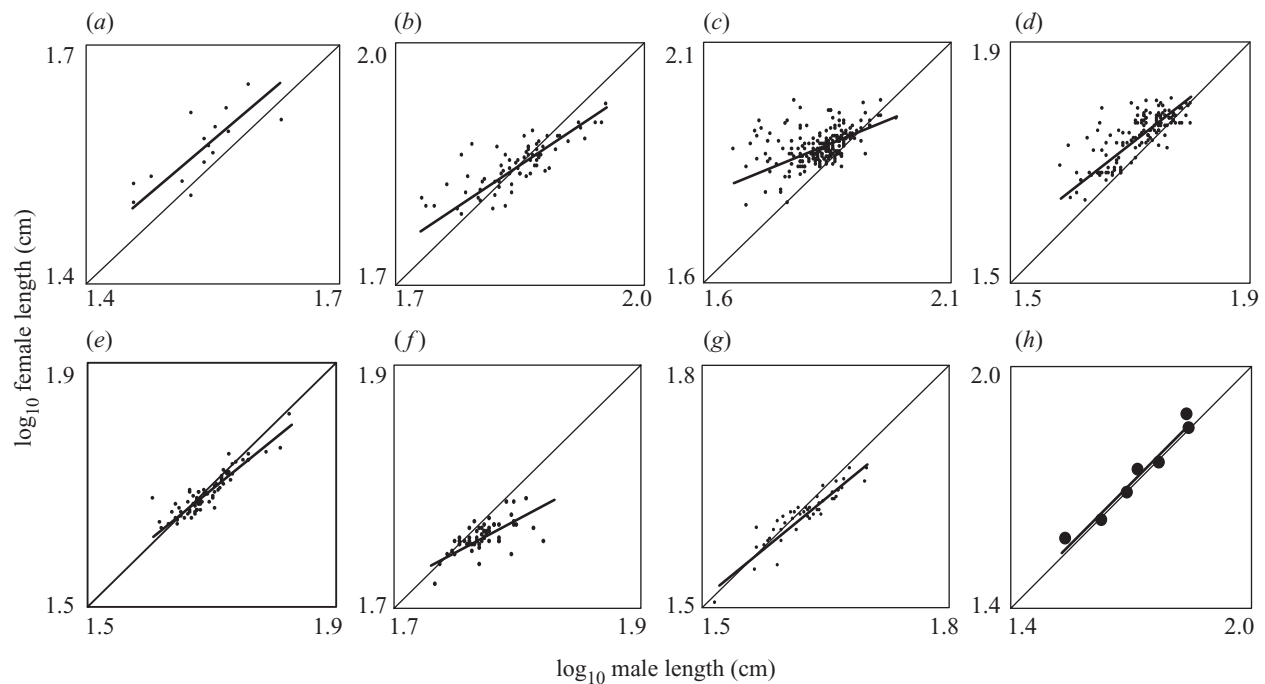 (a) (b) (c) (d)
1.7 2.0 2.1 1.9
1.4 1.7 1.6 1.5
1.4 1.7 1.7 2.0 1.6 2.1 1.5 1.9
(e) (f) (g) (h)
1.9 1.9 1.8 2.0
1.5 1.7 1.5 1.4
1.5 1.9 1.7 1.9 1.5 1.8 1.4 2.0
log10 female length (cm)
log10 male length (cm)